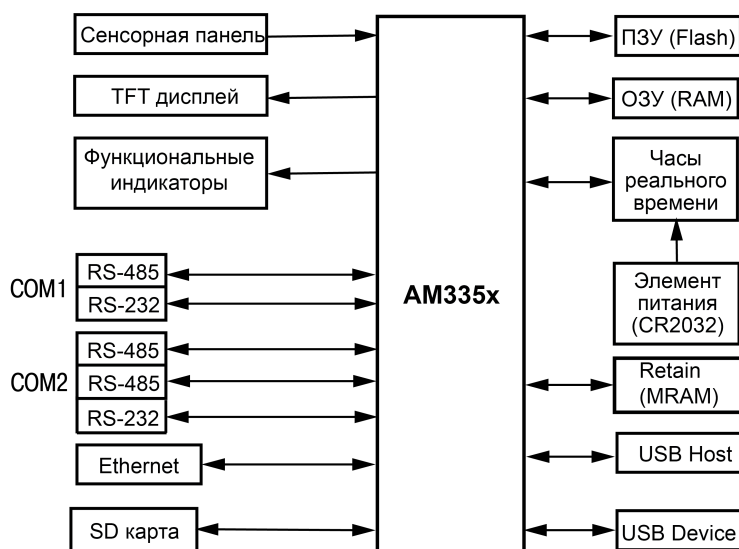 Сенсорная панель
TFT дисплей
Функциональные
индикаторы
COM1
RS-485
RS-232
COM2
RS-485
RS-485
RS-232
Ethernet
SD карта
AM335x
ПЗУ (Flash)
ОЗУ (RAM)
Часы
реального
времени
Элемент
питания
(CR2032)
Retain
(MRAM)
USB Host
USB Device